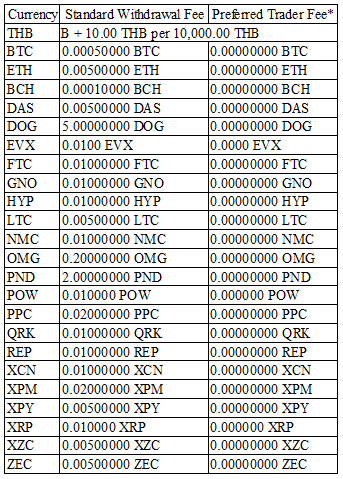 Currency Standard Withdrawal Fee Preferred Trader Fee*
THB B + 10.00 THB per 10,000.00 THB
BTC 0.00050000 BTC 0.00000000 BTC
ETH 0.00500000 ETH 0.00000000 ETH
BCH 0.00010000 BCH 0.00000000 BCH
DAS 0.00500000 DAS 0.00000000 DAS
DOG 5.00000000 DOG 0.00000000 DOG
EVX 0.0100 EVX 0.0000 EVX
FTC 0.01000000 FTC 0.00000000 FTC
GNO 0.01000000 GNO 0.00000000 GNO
HYP 0.01000000 HYP 0.00000000 HYP
LTC 0.00500000 LTC 0.00000000 LTC
NMC 0.01000000 NMC 0.00000000 NMC
OMG 0.20000000 OMG 0.00000000 OMG
PND 2.00000000 PND 0.00000000 PND
POW 0.010000 POW 0.000000 POW
PPC 0.02000000 PPC 0.00000000 PPC
QRK 0.01000000 QRK 0.00000000 QRK
REP 0.01000000 REP 0.00000000 REP
XCN 0.01000000 XCN 0.00000000 XCN
XPM 0.02000000 XPM 0.00000000 XPM
XPY 0.00500000 XPY 0.00000000 XPY
XRP 0.010000 XRP 0.000000 XRP
XZC 0.00500000 XZC 0.00000000 XZC
ZEC 0.00500000 ZEC 0.00000000 ZEC